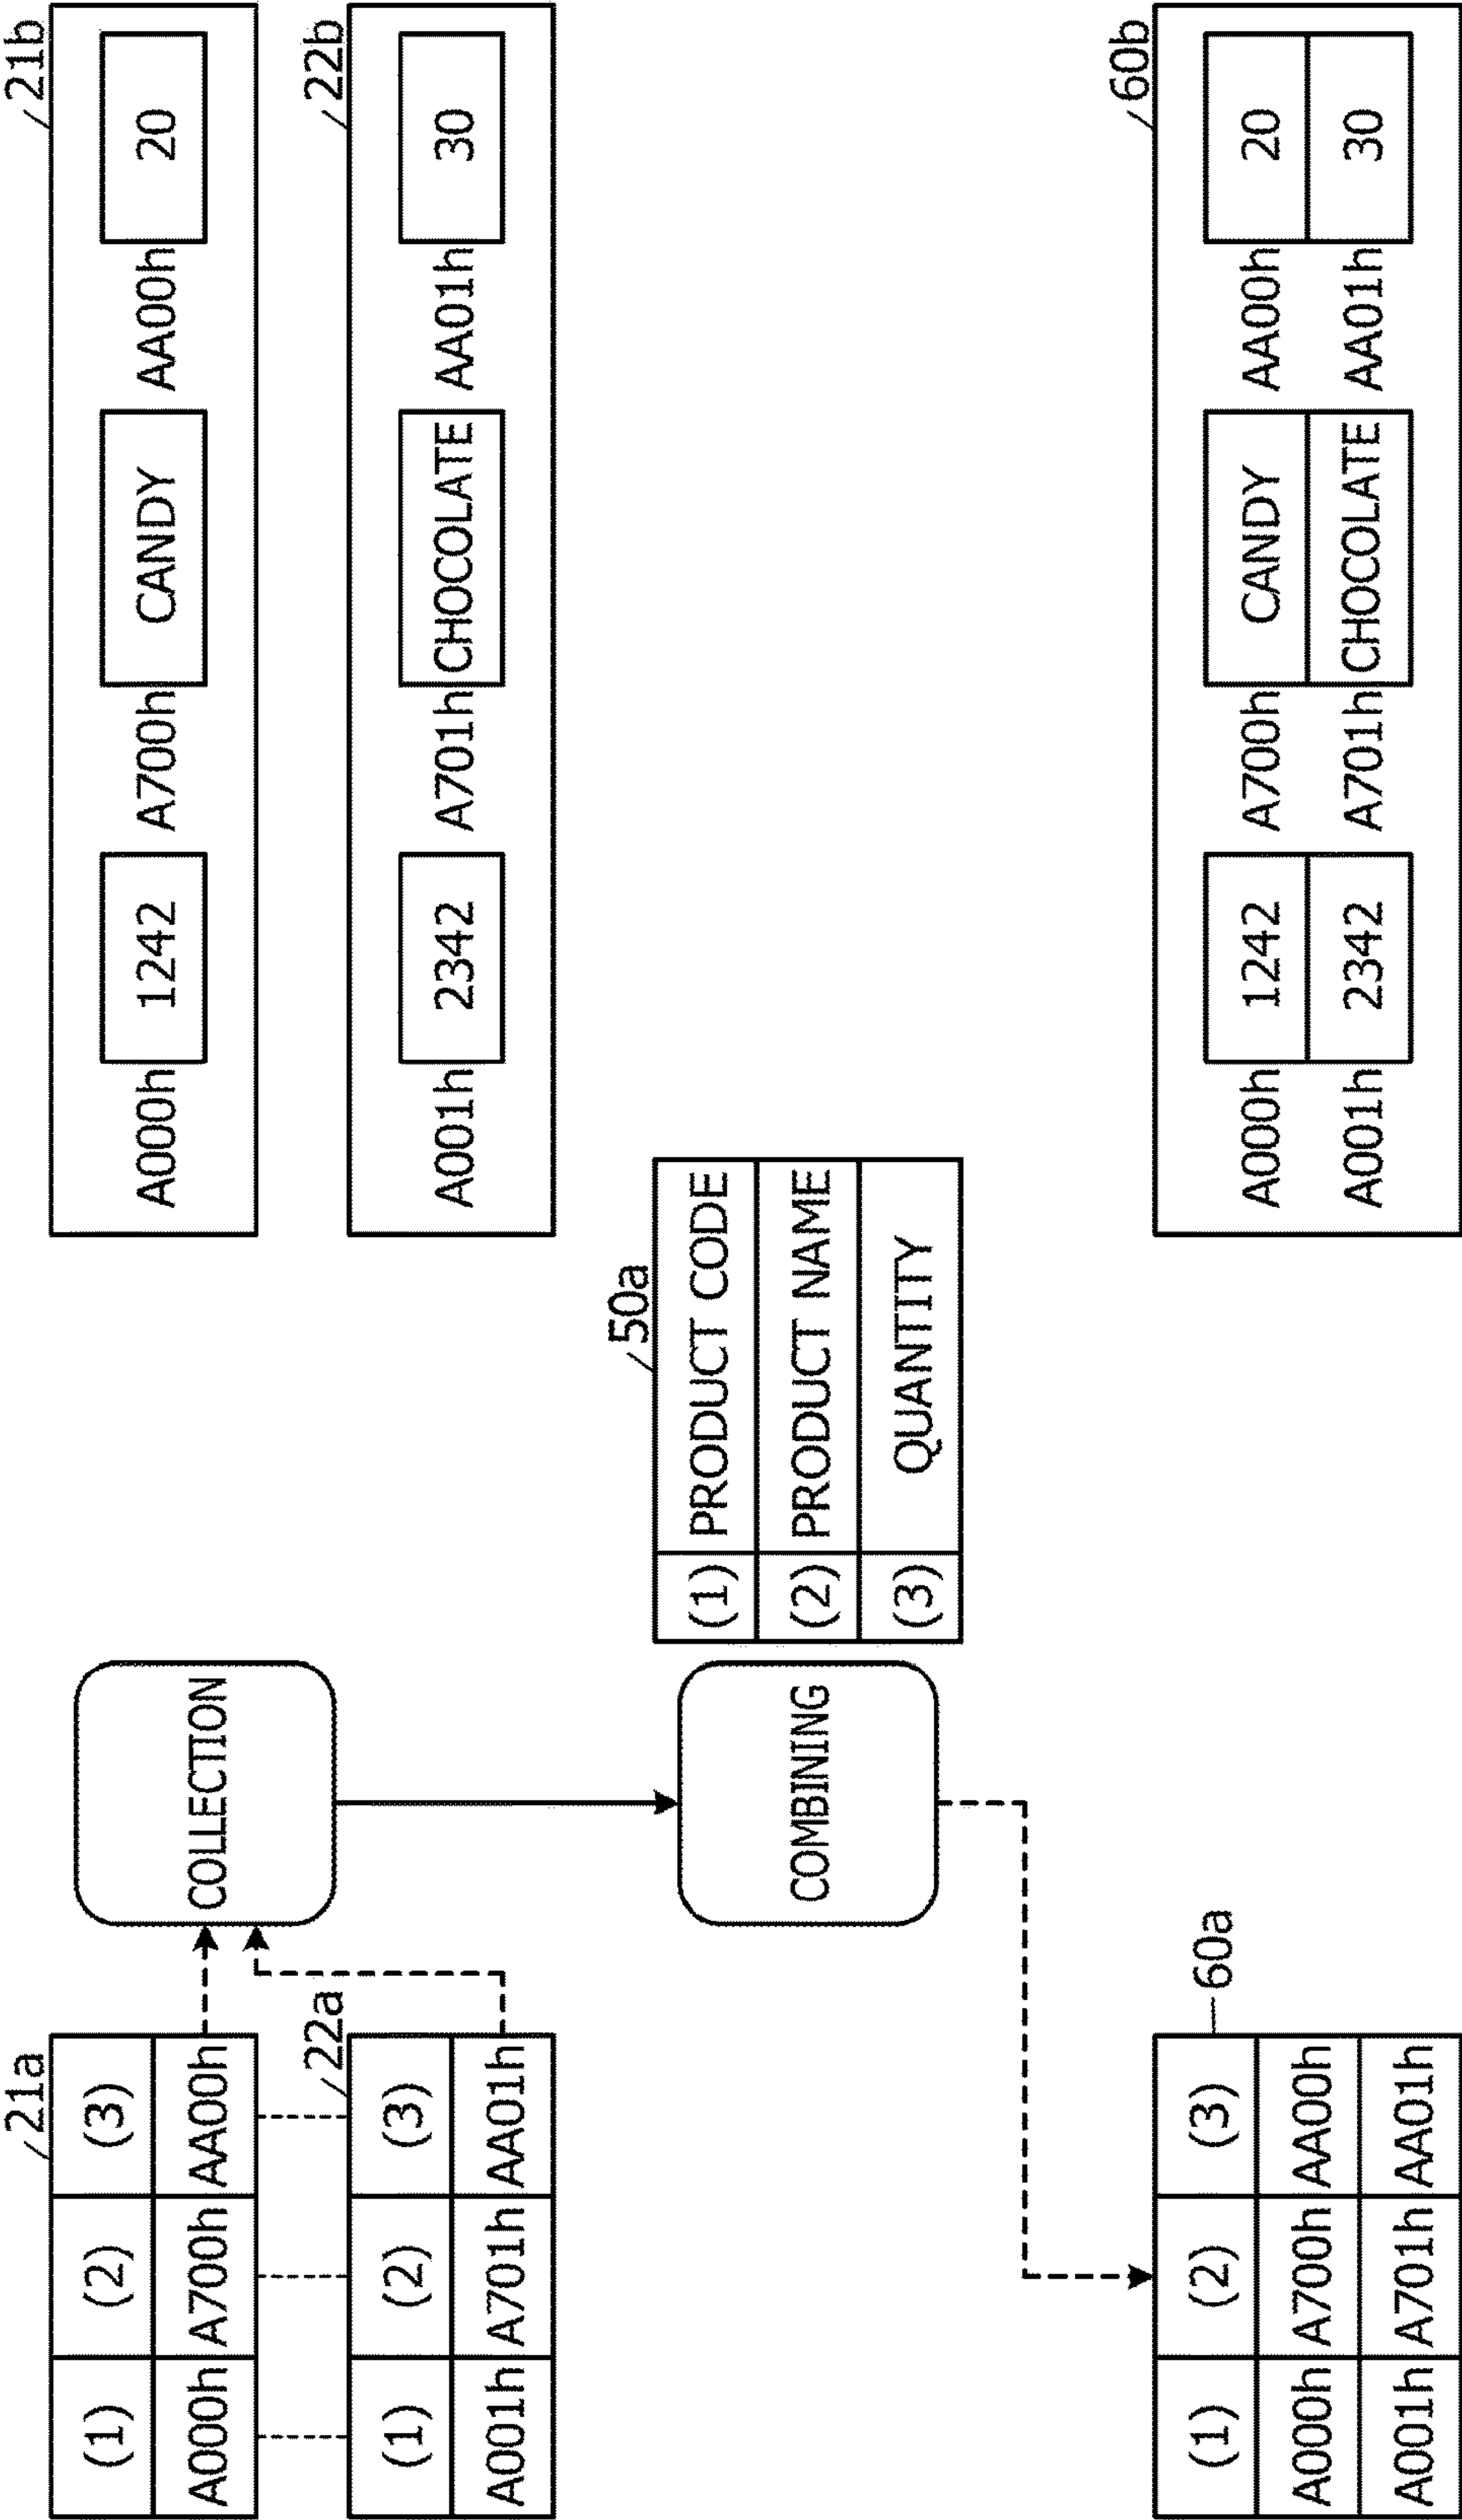 21a
(1) (2) (3)
A000h A700h AA00h
22a
(1) (2) (3)
A001h A701h AA01h
COLLECTION
21b
A000h 1242 A700h CANDY AA00h 20
22b
A001h 2342 A701h CHOCOLATE AA01h 30
COMBINING
50a
(1) PRODUCT CODE
(2) PRODUCT NAME
(3) QUANTITY
60a
(1) (2) (3)
A000h A700h AA00h
A001h A701h AA01h
60b
A000h 1242 A700h CANDY AA00h 20
A001h 2342 A701h CHOCOLATE AA01h 30